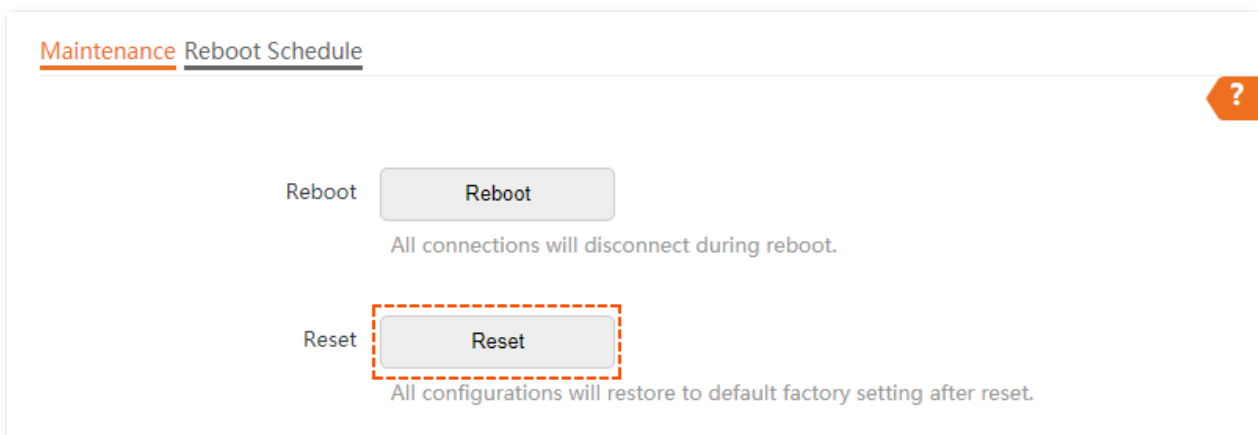 Maintenance Reboot Schedule
?
Reboot Reboot
All connections will disconnect during reboot.
Reset Reset
All configurations will restore to default factory setting after reset.